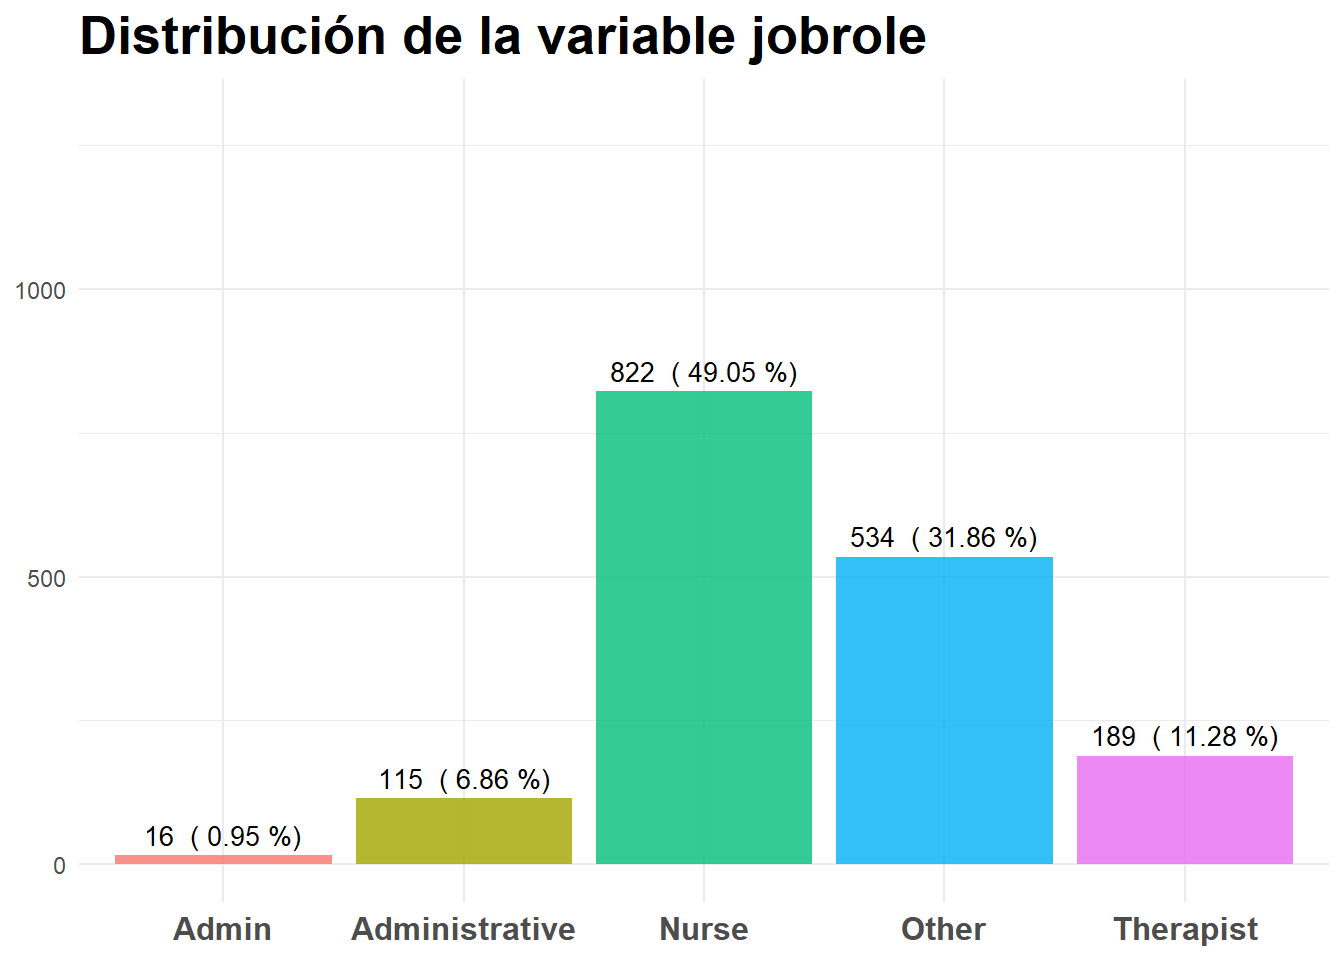 Distribución de la variable jobrole
1000
500
0
822 ( 49.05 %)
534 ( 31.86 %)
189 ( 11.28 %)
115 ( 6.86 %)
16 ( 0.95 %)
Admin Administrative Nurse Other Therapist